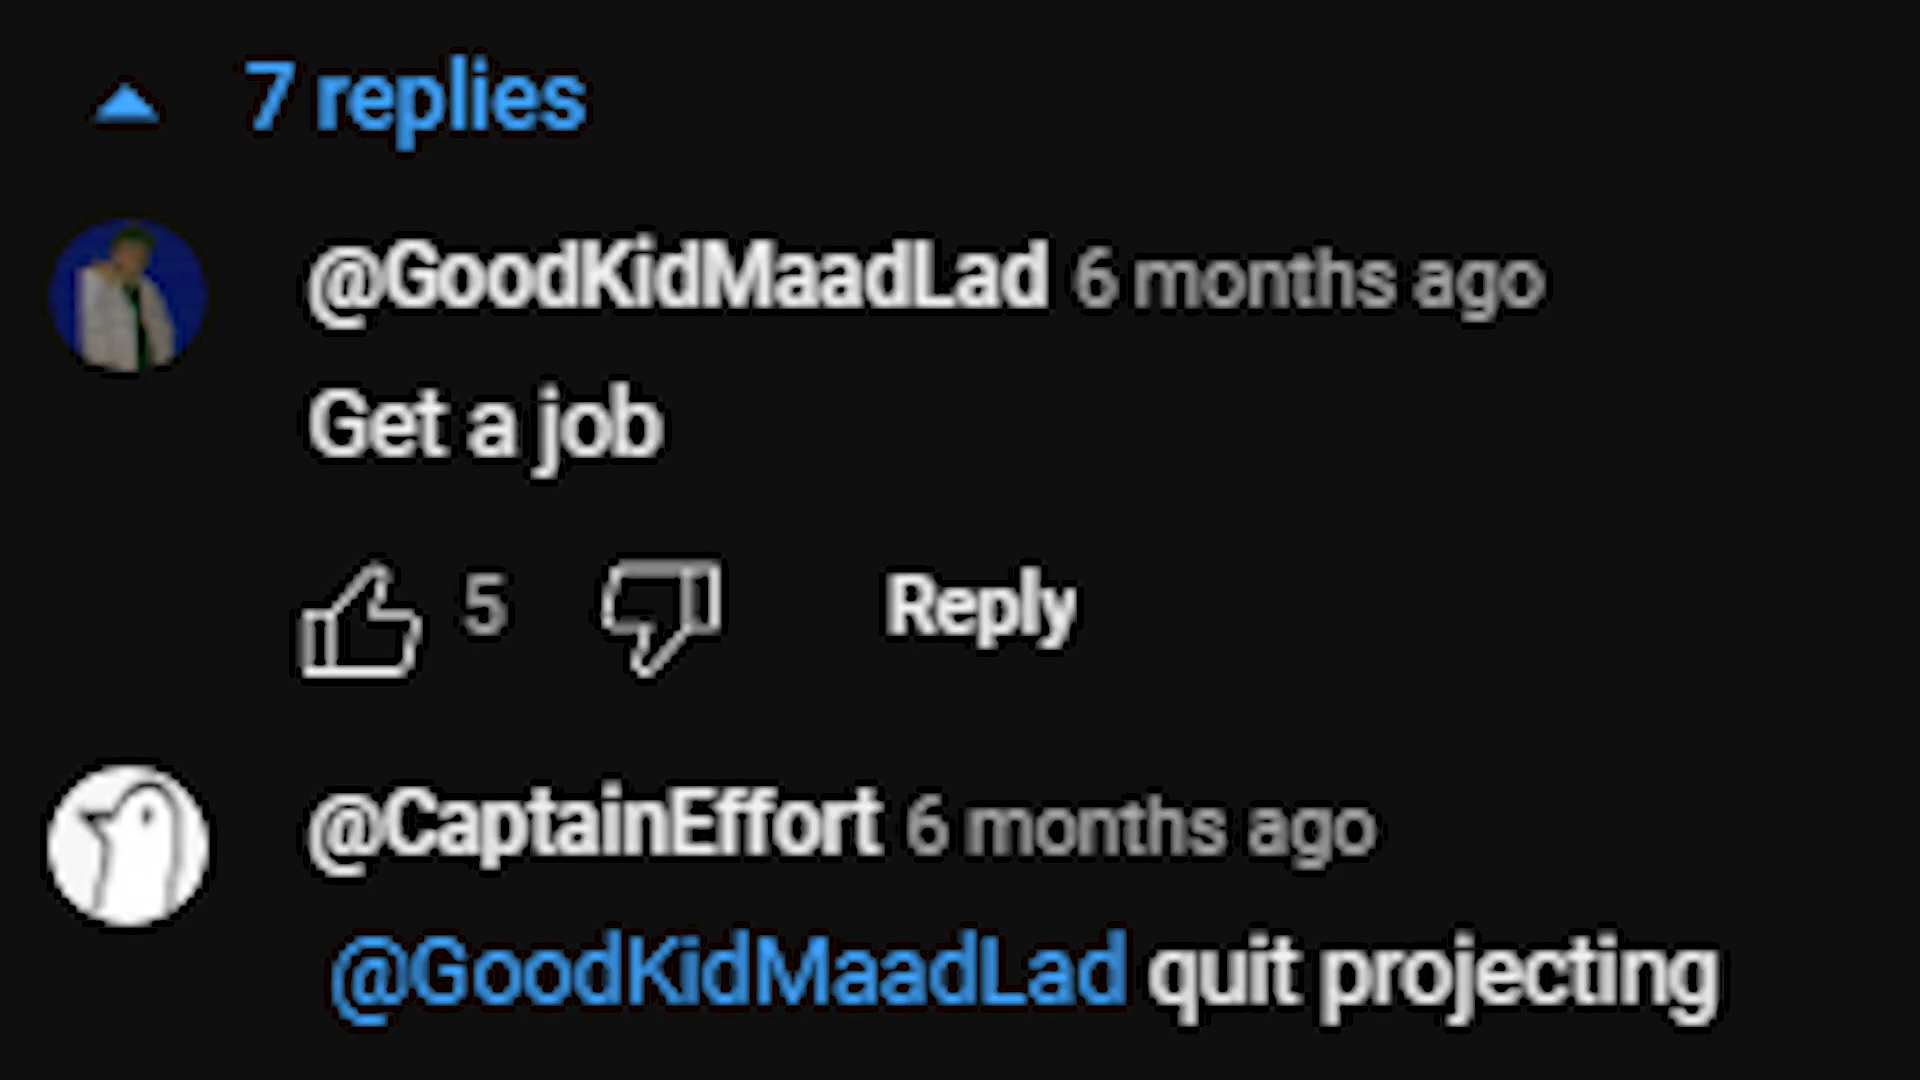 7 replies
@GoodKidMaadLad 6 months ago
Get a job
5 Reply
@CaptainEffort 6 months ago
@GoodKidMaadLad quit projecting